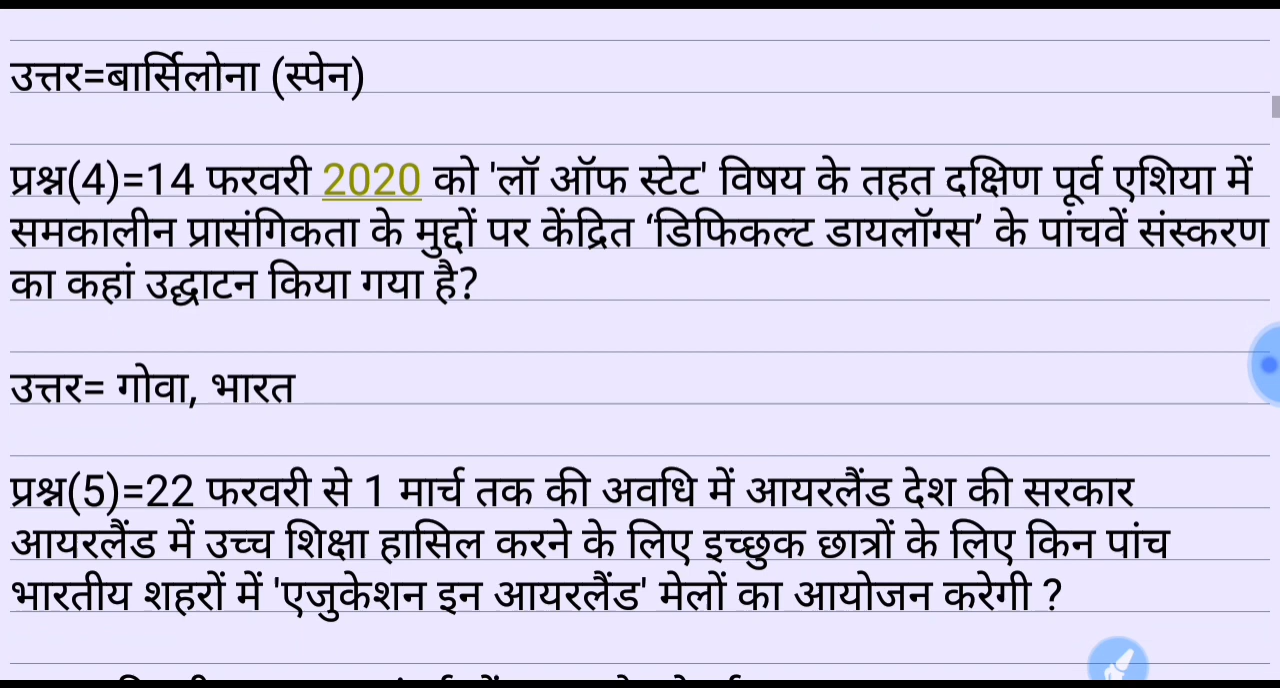 उत्तर=बार्सिलोना (स्पेन)
प्रश्न(4)=14 फरवरी 2020 को 'लॉ ऑफ स्टेट' विषय के तहत दक्षिण पूर्व एशिया में
समकालीन प्रासंगिकता के मुद्दों पर केंद्रित ‘डिफिकल्ट डायलॉग्स’ के पांचवें संस्करण
का कहां उद्घाटन किया गया है?
उत्तर= गोवा, भारत
प्रश्न(5)=22 फरवरी से 1 मार्च तक की अवधि में आयरलैंड देश की सरकार
आयरलैंड में उच्च शिक्षा हासिल करने के लिए इच्छुक छात्रों के लिए किन पांच
भारतीय शहरों में 'एजुकेशन इन आयरलैंड' मेलों का आयोजन करेगी ?